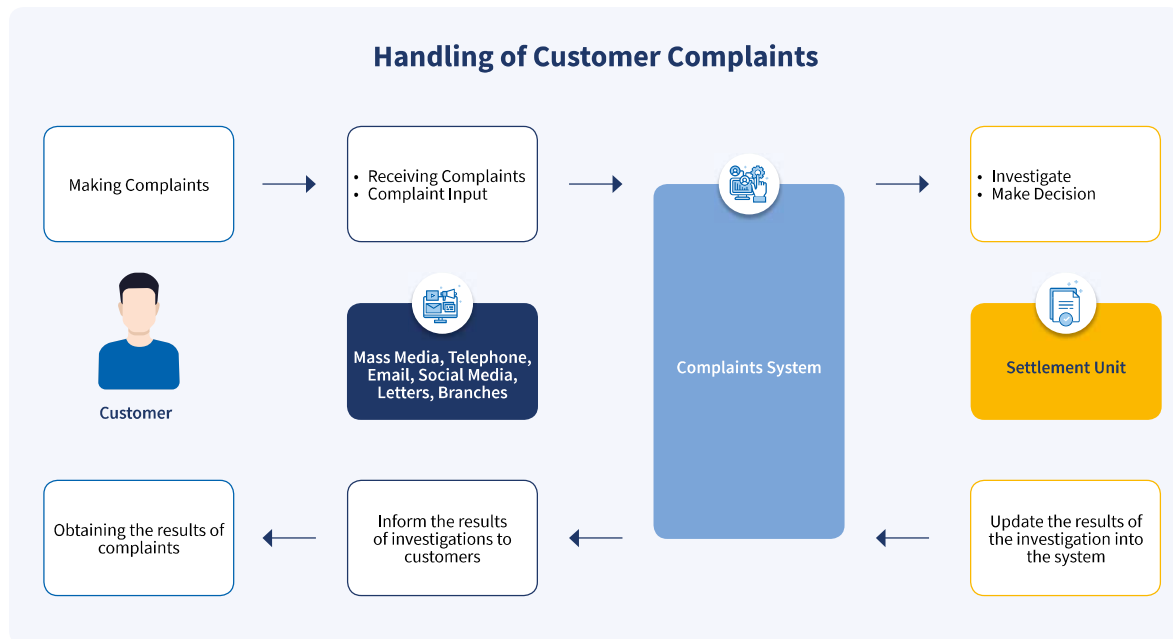 Handling of Customer Complaints
Making Complaints
• Receiving Complaints
• Complaint Input
• Investigate
• Make Decision
Customer
Mass Media, Telephone,
Email, Social Media,
Letters, Branches
Complaints System
Settlement Unit
Obtaining the results of
complaints
Inform the results
of investigations to
customers
Update the results of
the investigation into
the system